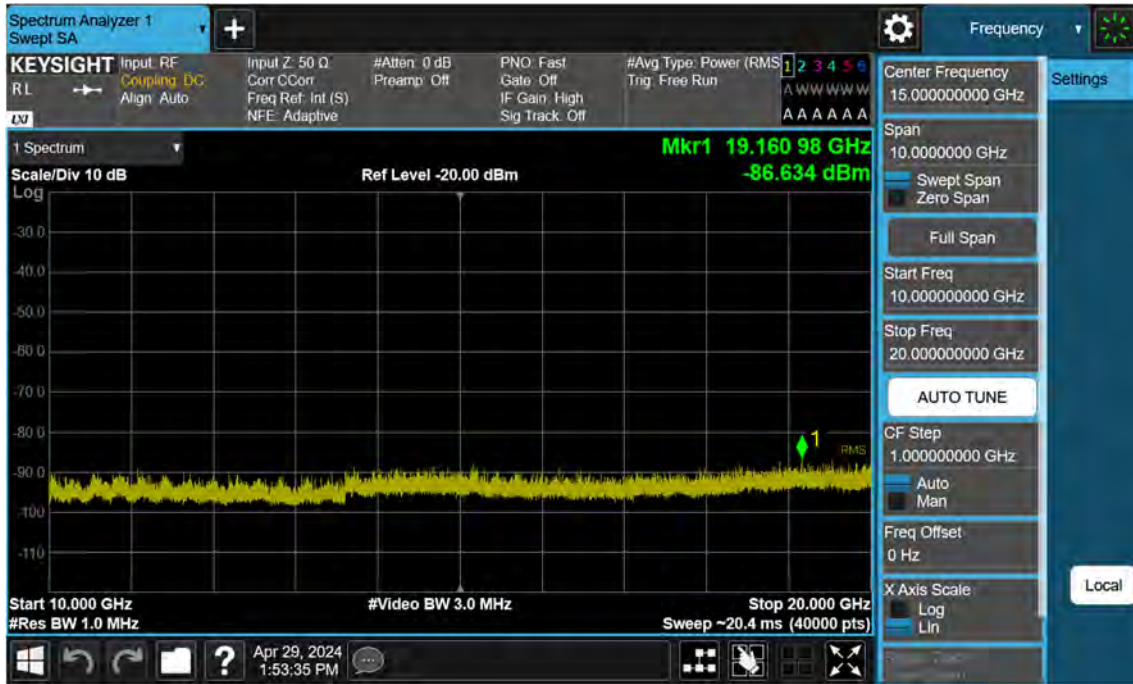 Spectrum Analyzer 1
Swept SA
+
Frequency
KEYSIGHT
RL
LXI
Input: RF
Coupling: DC
Align: Auto
Input Z: 50 Ω
Corr CCorr
Freq Ref: Int (S)
NFE: Adaptive
#Atten: 0 dB
Preamp: Off
PNO: Fast
Gate: Off
IF Gain: High
Sig Track: Off
#Avg Type: Power (RMS
Trig: Free Run
1 2 3 4 5 6
A W W W W W
A A A A A A
1 Spectrum
Scale/Div 10 dB
Ref Level -20.00 dBm
Mkr1 19.160 98 GHz
-86.634 dBm
Log
-30.0
-40.0
-50.0
-60.0
-70.0
-80.0
-90.0
-100
-110
1
RMS
Start 10.000 GHz
#Res BW 1.0 MHz
#Video BW 3.0 MHz
Stop 20.000 GHz
Sweep ~20.4 ms (40000 pts)
Center Frequency
15.000000000 GHz
Span
10.0000000 GHz
Swept Span
Zero Span
Full Span
Start Freq
10.000000000 GHz
Stop Freq
20.000000000 GHz
AUTO TUNE
CF Step
1.000000000 GHz
Auto
Man
Freq Offset
0 Hz
X Axis Scale
Log
Lin
Settings
Local
?
Apr 29, 2024
1:53:35 PM